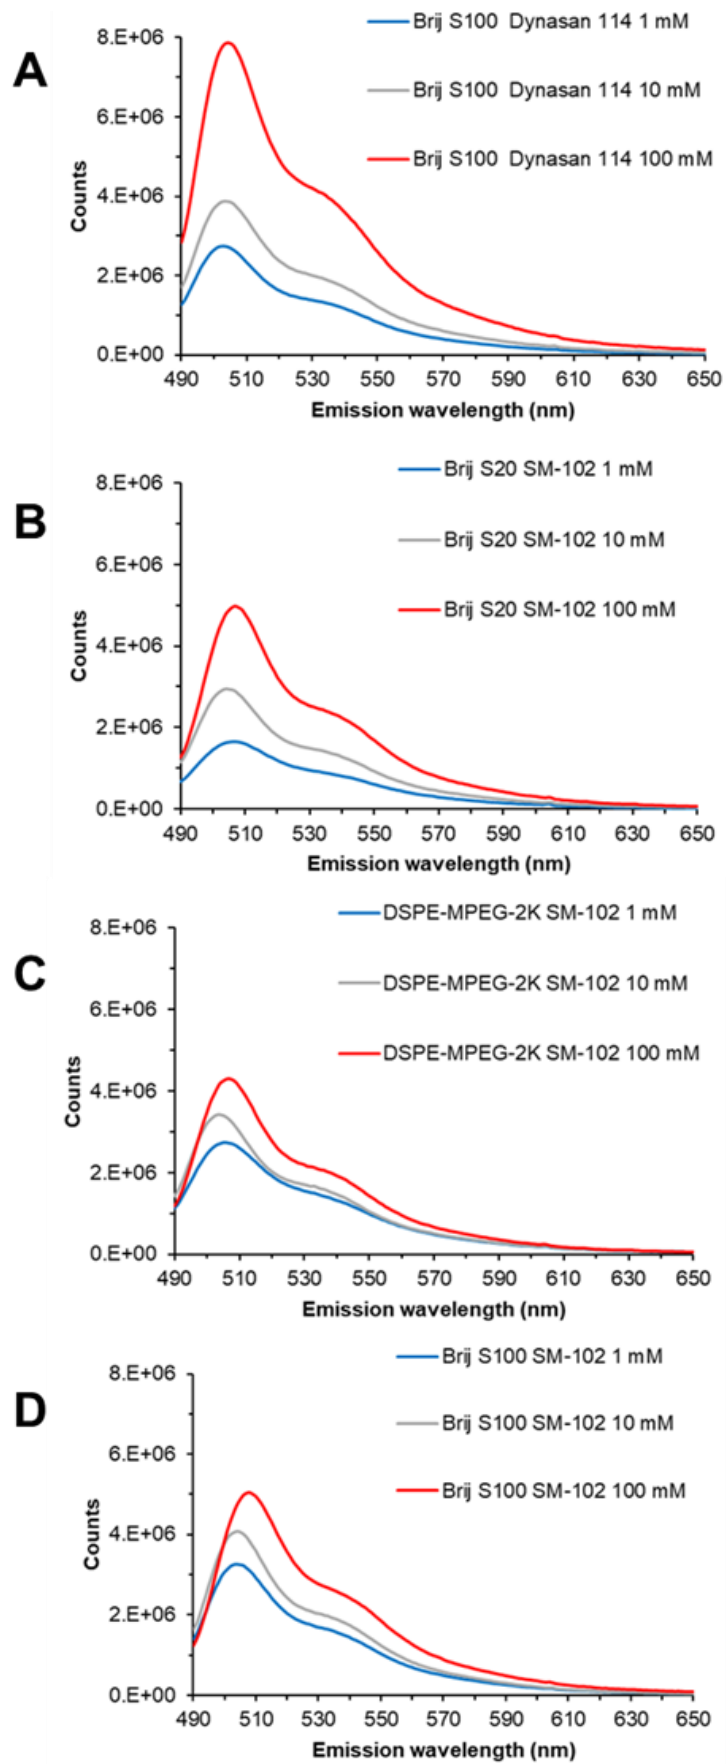 A
Brij S100 Dynasan 114 1 mM
Brij S100 Dynasan 114 10 mM
Brij S100 Dynasan 114 100 mM
8.E+06
6.E+06
4.E+06
2.E+06
0.E+00
Counts
490 510 530 550 570 590 610 630 650
Emission wavelength (nm)
B
Brij S20 SM-102 1 mM
Brij S20 SM-102 10 mM
Brij S20 SM-102 100 mM
8.E+06
6.E+06
4.E+06
2.E+06
0.E+00
Counts
490 510 530 550 570 590 610 630 650
Emission wavelength (nm)
C
DSPE-MPEG-2K SM-102 1 mM
DSPE-MPEG-2K SM-102 10 mM
DSPE-MPEG-2K SM-102 100 mM
8.E+06
6.E+06
4.E+06
2.E+06
0.E+00
Counts
490 510 530 550 570 590 610 630 650
Emission wavelength (nm)
D
Brij S100 SM-102 1 mM
Brij S100 SM-102 10 mM
Brij S100 SM-102 100 mM
8.E+06
6.E+06
4.E+06
2.E+06
0.E+00
Counts
490 510 530 550 570 590 610 630 650
Emission wavelength (nm)